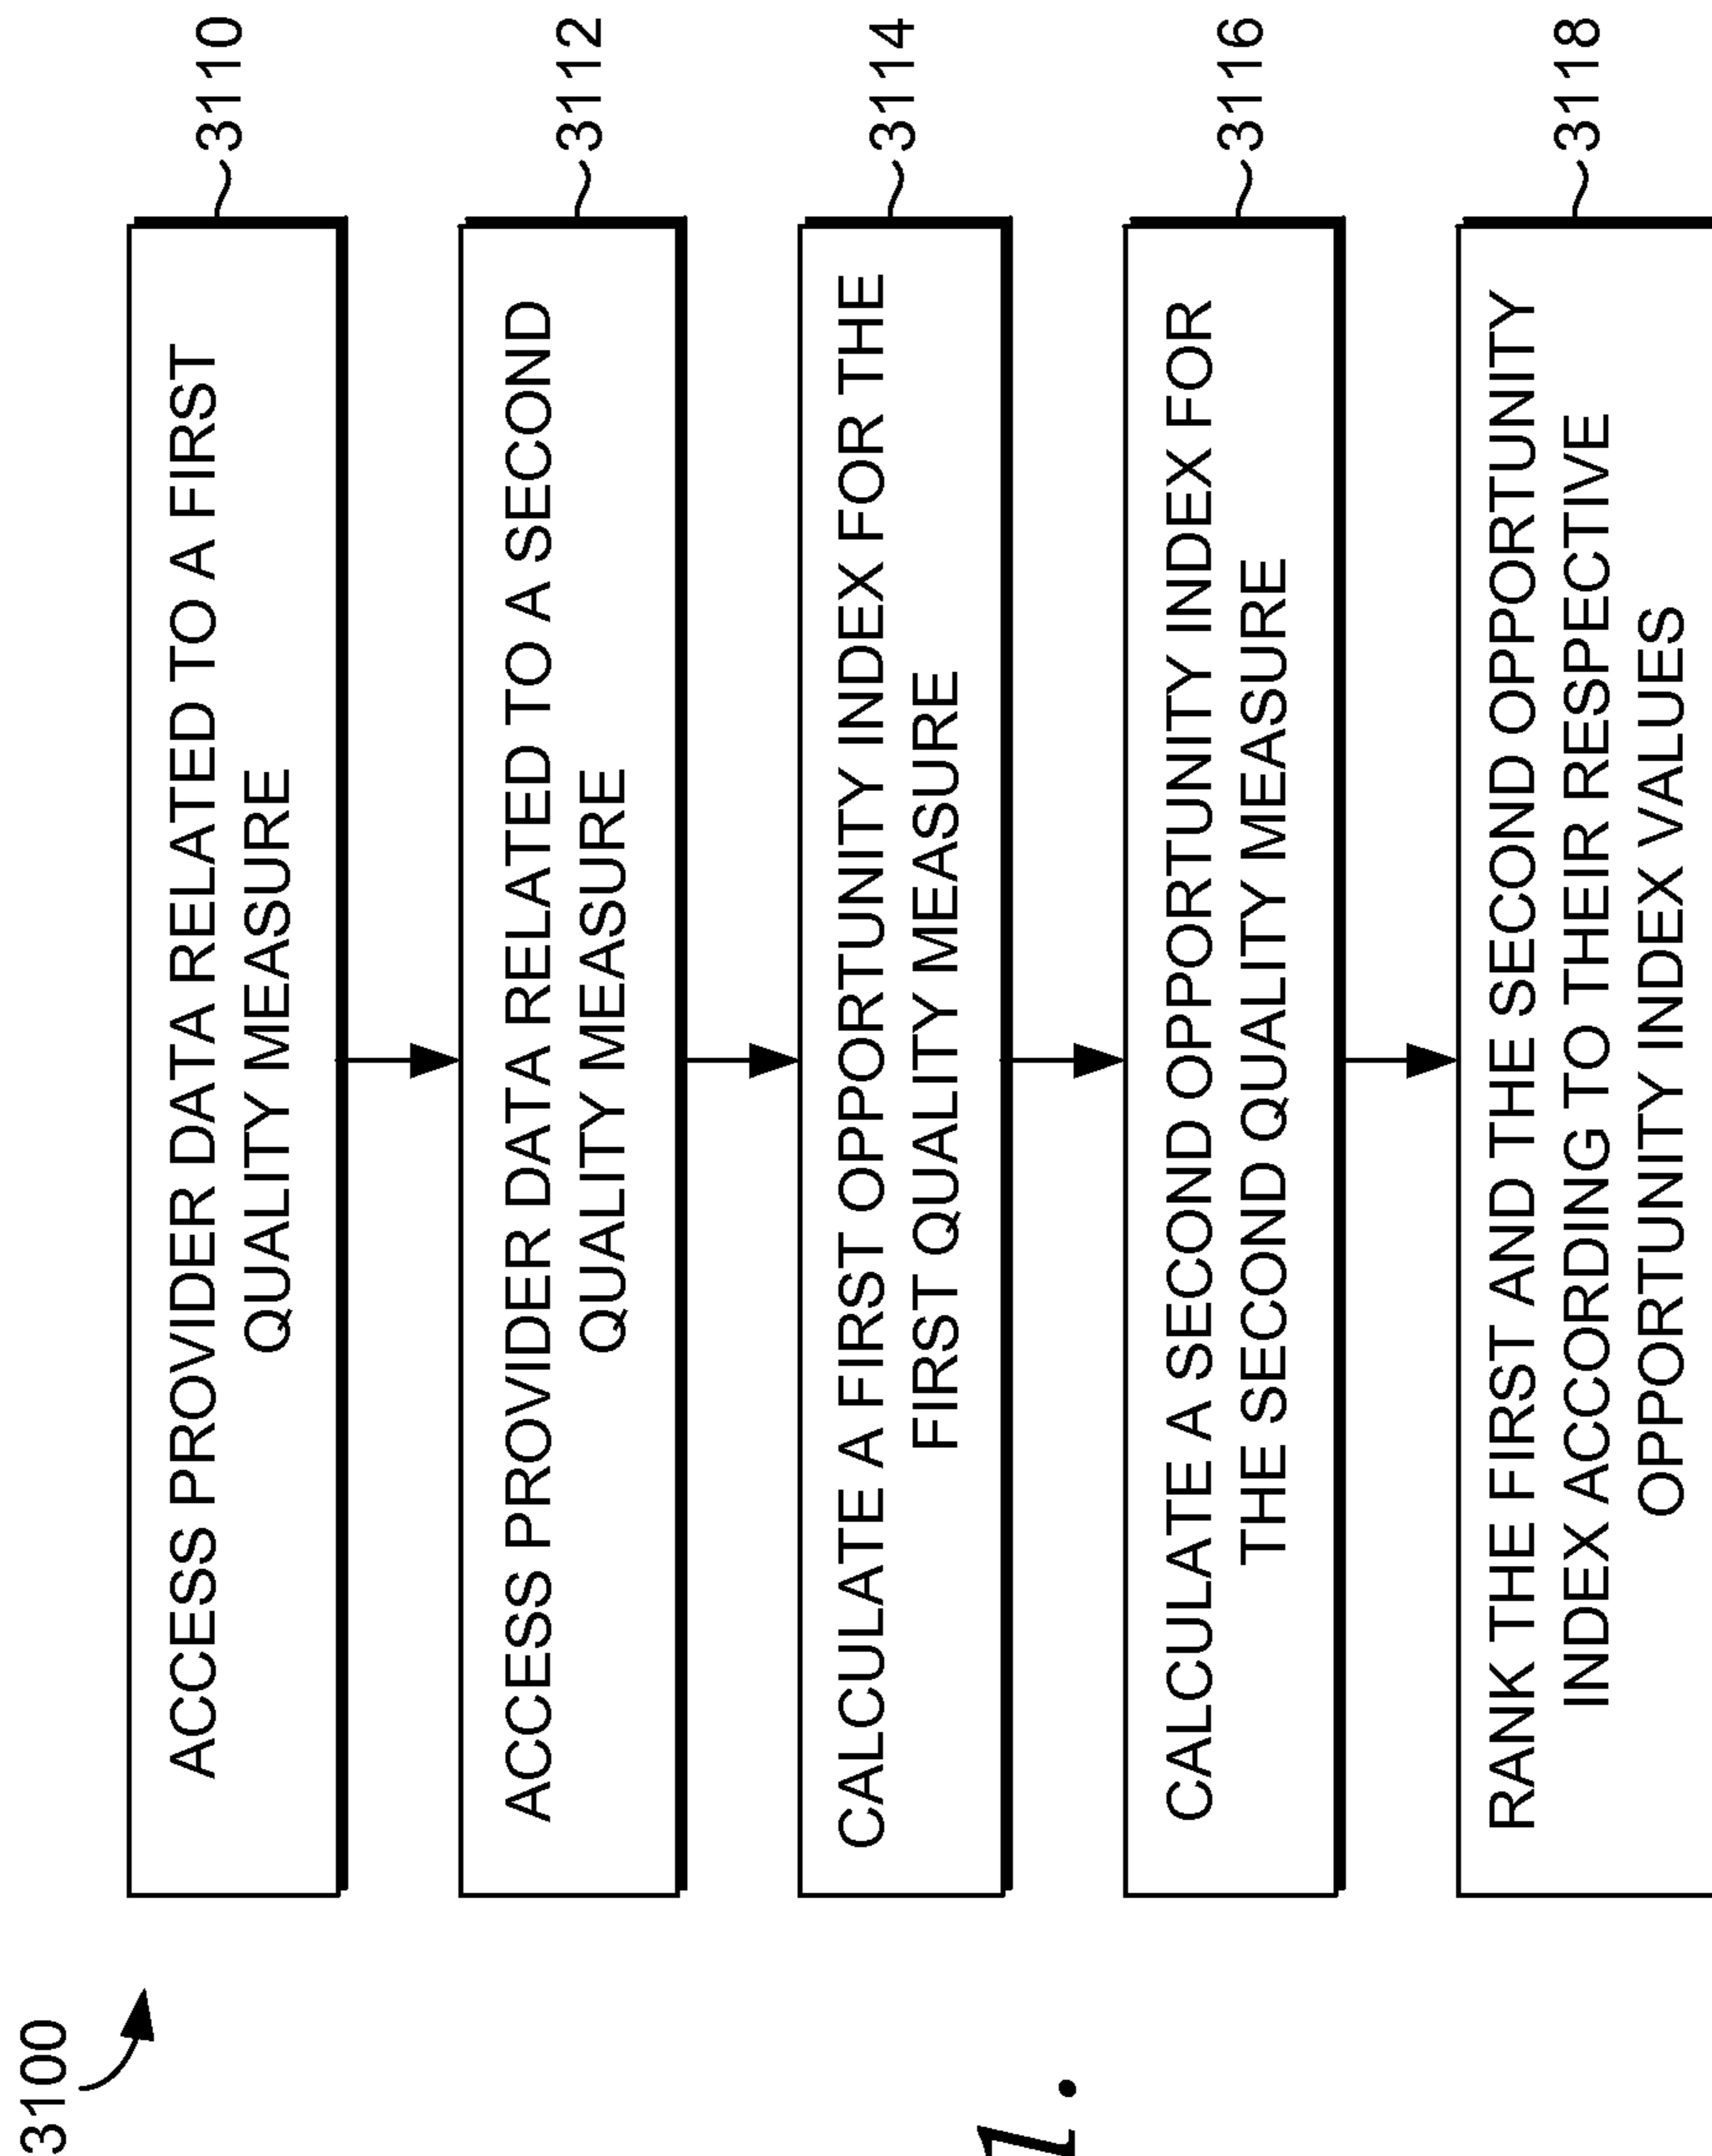 3100
ACCESS PROVIDER DATA RELATED TO A FIRST
QUALITY MEASURE
3110
ACCESS PROVIDER DATA RELATED TO A SECOND
QUALITY MEASURE
3112
CALCULATE A FIRST OPPORTUNITY INDEX FOR THE
FIRST QUALITY MEASURE
3114
CALCULATE A SECOND OPPORTUNITY INDEX FOR
THE SECOND QUALITY MEASURE
3116
RANK THE FIRST AND THE SECOND OPPORTUNITY
INDEX ACCORDING TO THEIR RESPECTIVE
OPPORTUNITY INDEX VALUES
3118